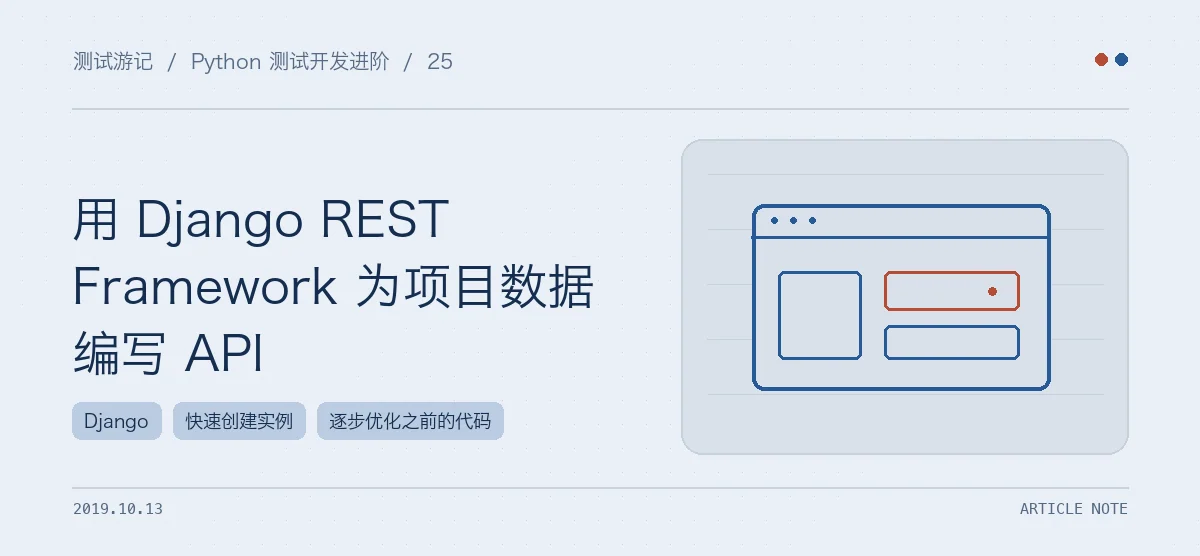 测试游记 / Python 测试开发进阶 / 25
用 Django REST
Framework 为项目数据
编写 API
Django 快速创建实例 逐步优化之前的代码
2019.10.13
ARTICLE NOTE